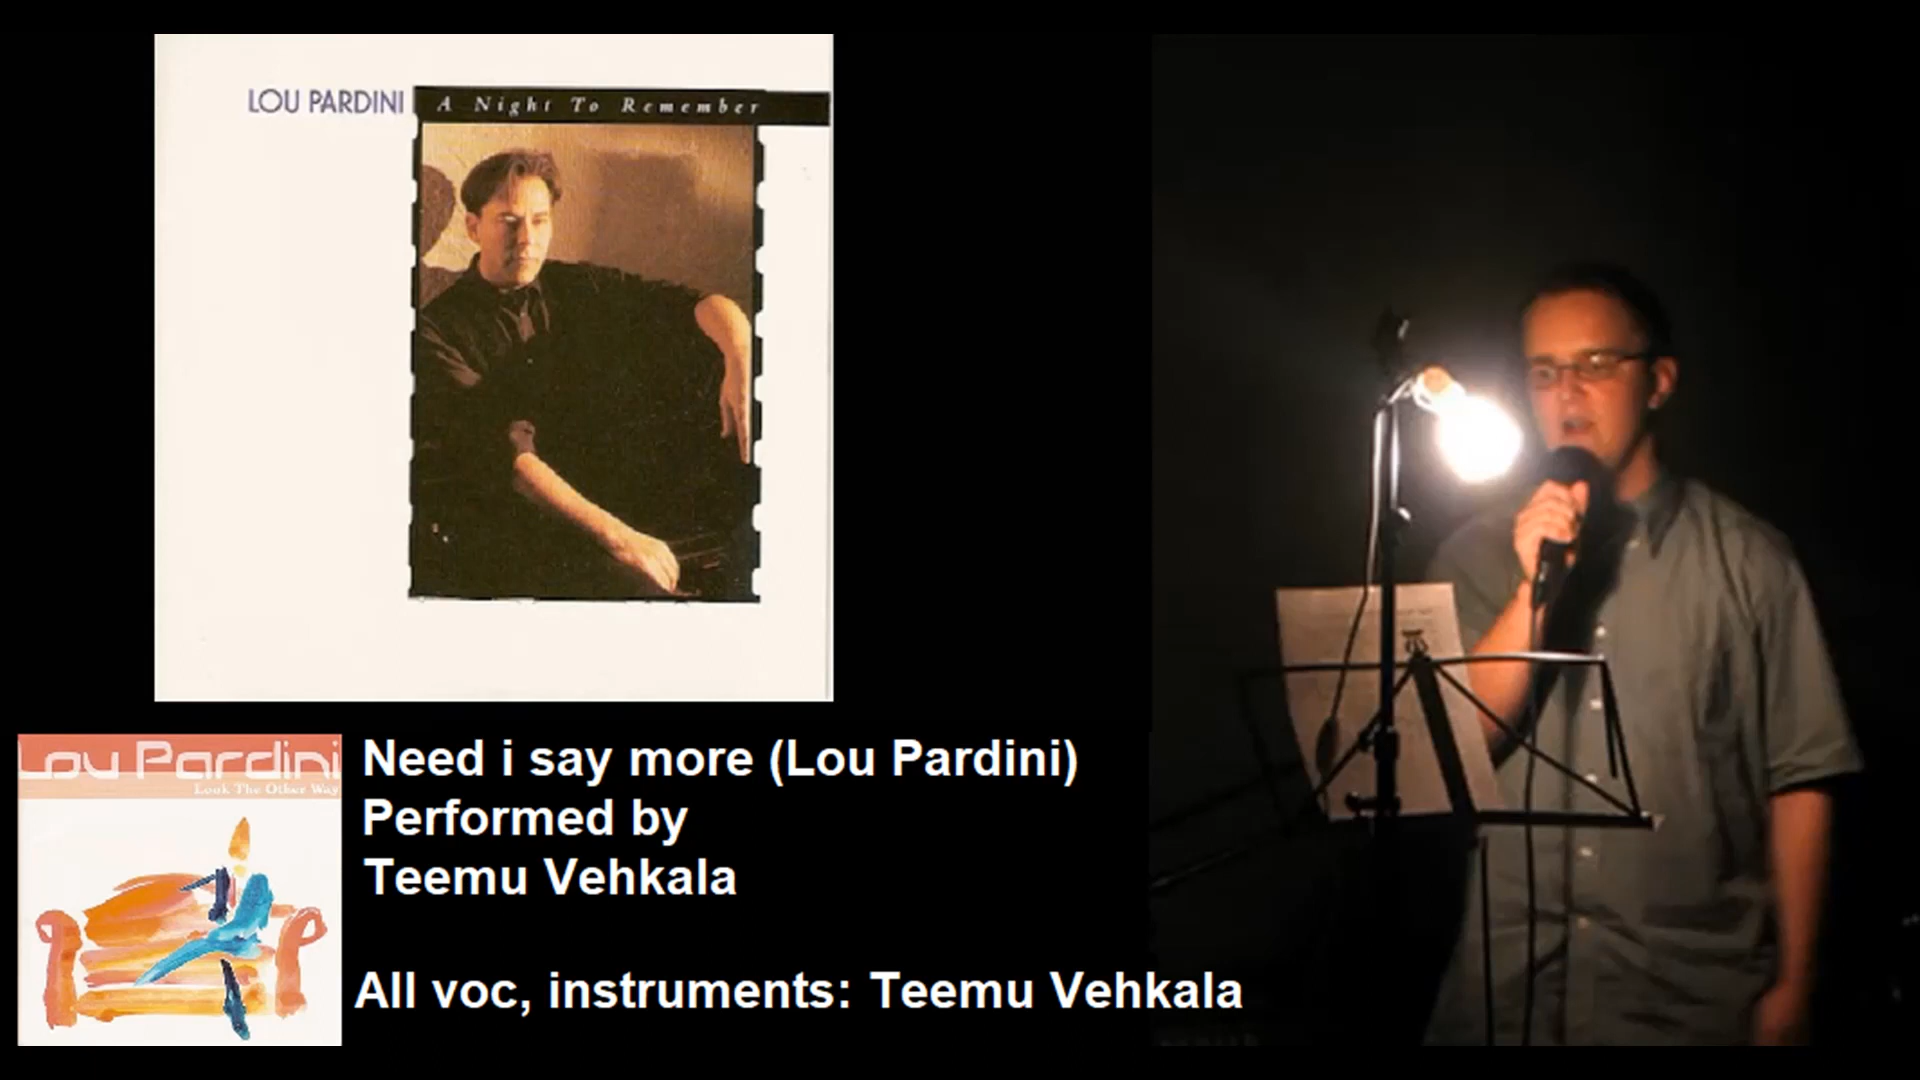 LOU PARDINI A Night To Remember
Lou Pardini
Look The Other Way
Need i say more (Lou Pardini)
Performed by
Teemu Vehkala
All voc, instruments: Teemu Vehkala